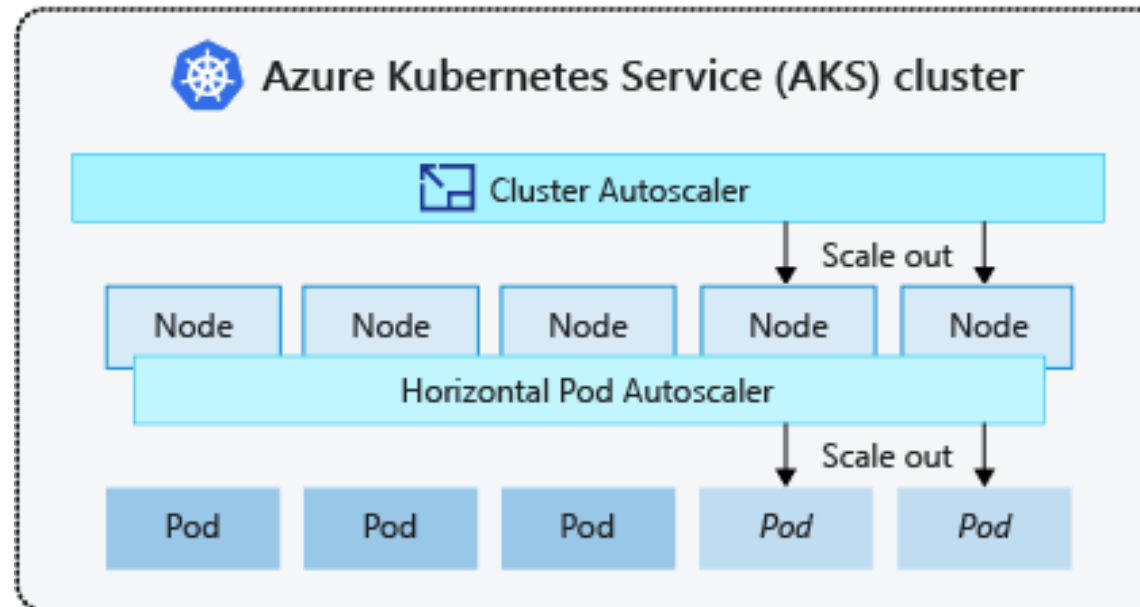 Azure Kubernetes Service (AKS) cluster
Cluster Autoscaler
Scale out
Node Node Node Node Node
Horizontal Pod Autoscaler
Scale out
Pod Pod Pod Pod Pod